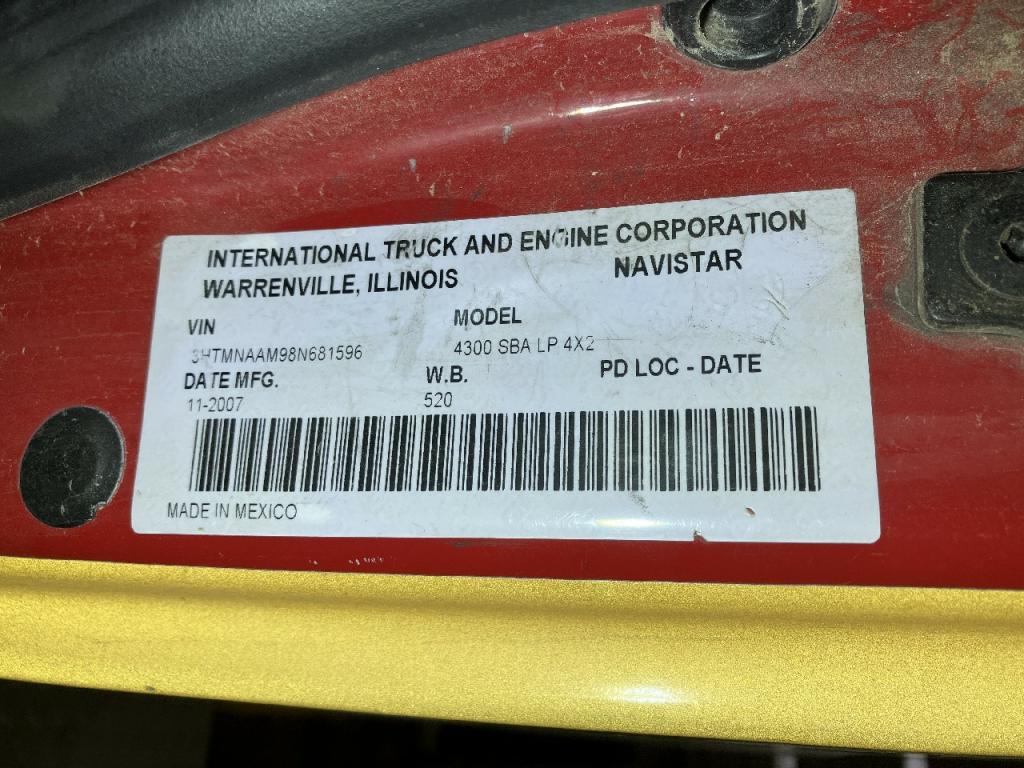 INTERNATIONAL TRUCK AND ENGINE CORPORATION
WARRENVILLE, ILLINOIS NAVISTAR
VIN MODEL
3HTMNAAM98N681596 4300 SBA LP 4X2
DATE MFG. W.B. PD LOC - DATE
11-2007 520
MADE IN MEXICO